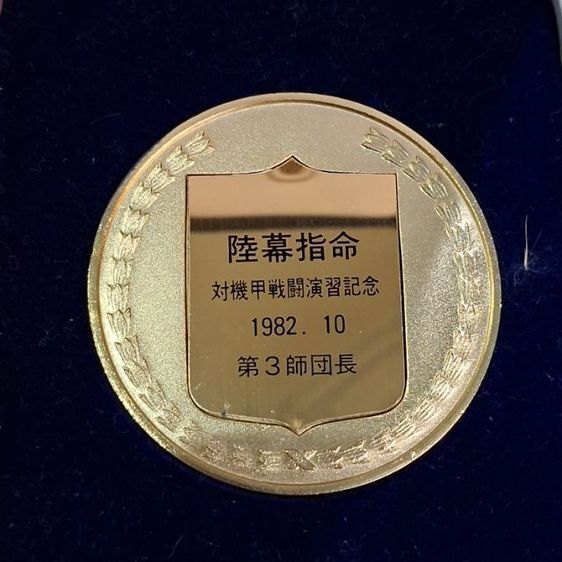 陸幕指命
対機甲戦闘演習記念
1982. 10
第3師団長